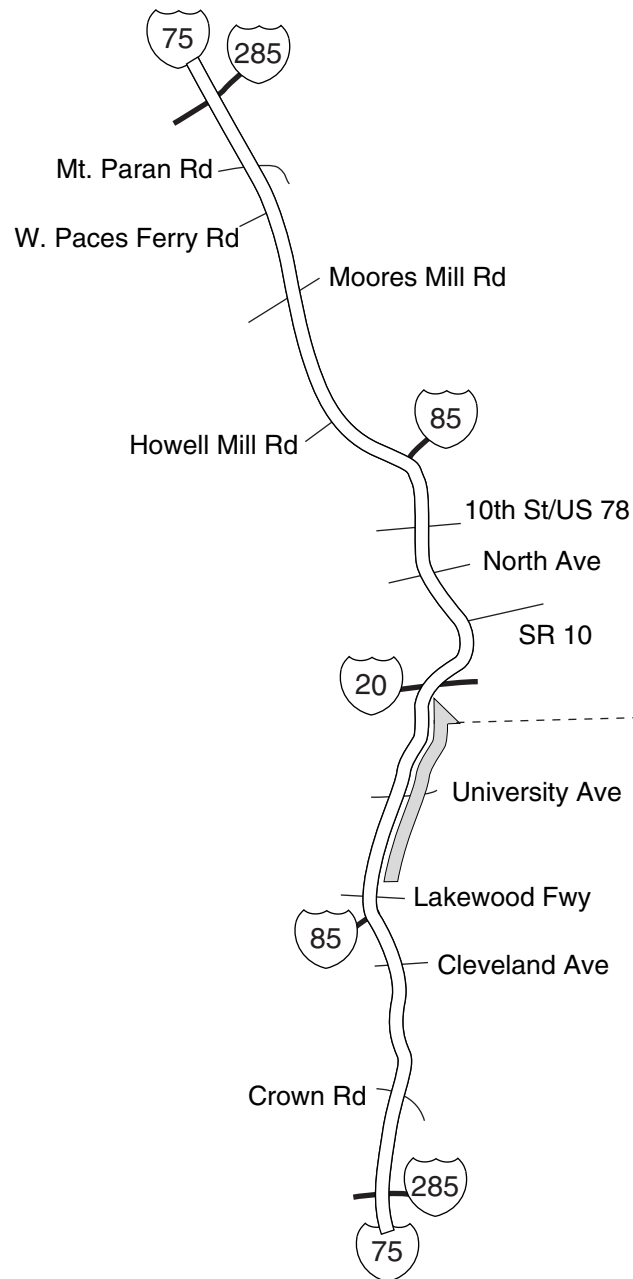 75
285
Mt. Paran Rd
W. Paces Ferry Rd
Moores Mill Rd
85
Howell Mill Rd
10th St/US 78
North Ave
SR 10
20
University Ave
Lakewood Fwy
85
Cleveland Ave
Crown Rd
285
75